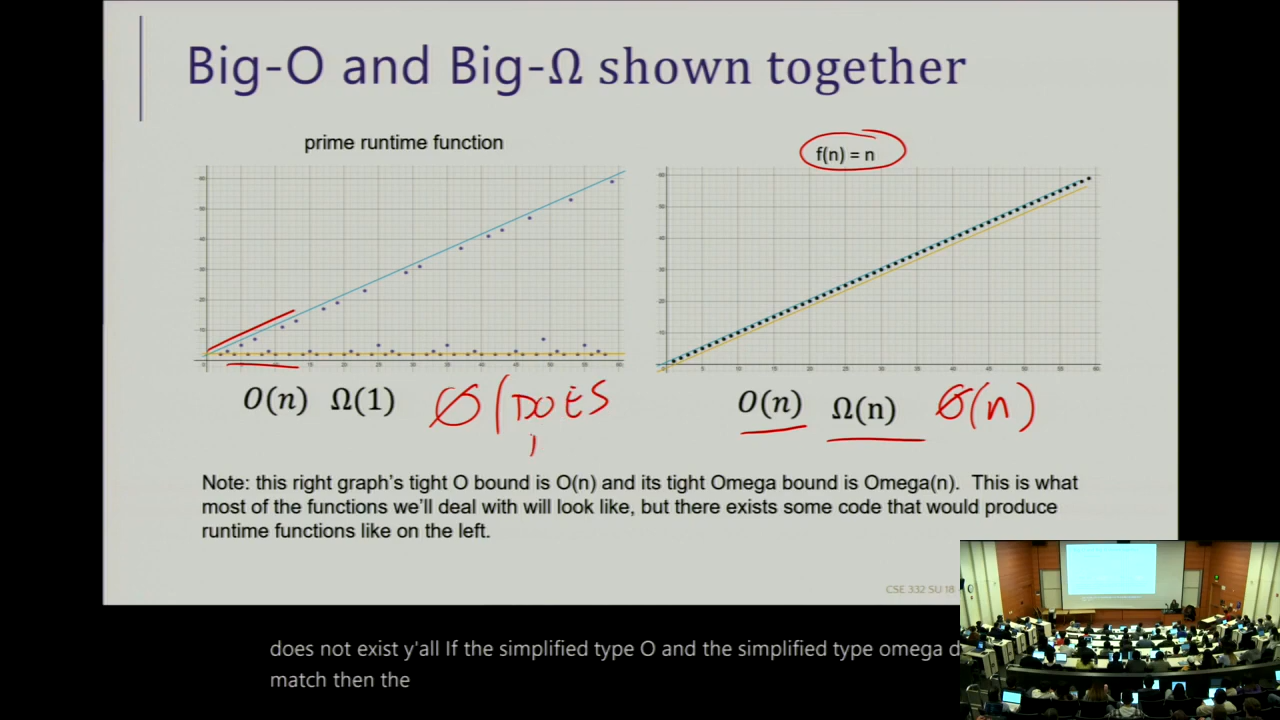 Big-O and Big-Ω shown together
prime runtime function
f(n) = n
O(n) Ω(1) Θ (DOES
O(n) Ω(n) Θ(n)
Note: this right graph's tight O bound is O(n) and its tight Omega bound is Omega(n). This is what
most of the functions we'll deal with will look like, but there exists some code that would produce
runtime functions like on the left.
CSE 332 SU 18
does not exist y'all If the simplified type O and the simplified type omega d
match then the